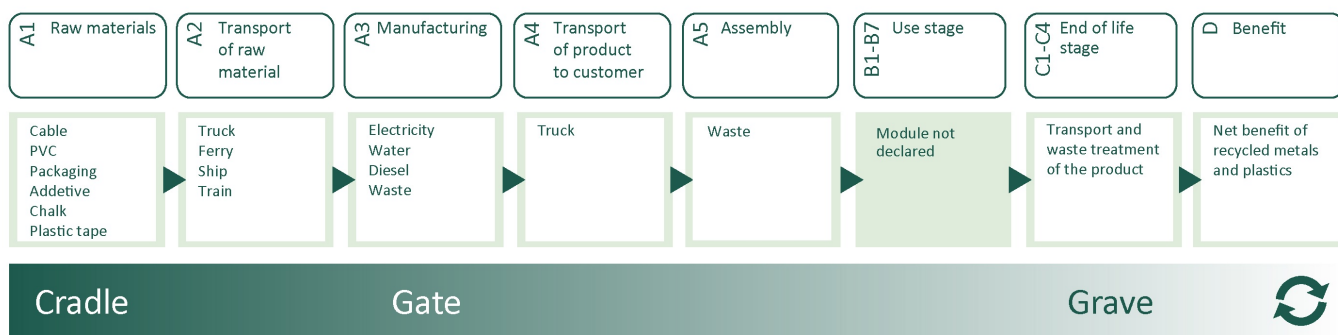 A1 Raw materials
A2 Transport
of raw
material
A3 Manufacturing
A4 Transport
of product
to customer
A5 Assembly
B1-B7 Use stage
C1-C4 End of life
stage
D Benefit
Cable
PVC
Packaging
Addetive
Chalk
Plastic tape
Truck
Ferry
Ship
Train
Electricity
Water
Diesel
Waste
Truck
Waste
Module not
declared
Transport and
waste treatment
of the product
Net benefit of
recycled metals
and plastics
Cradle
Gate
Grave